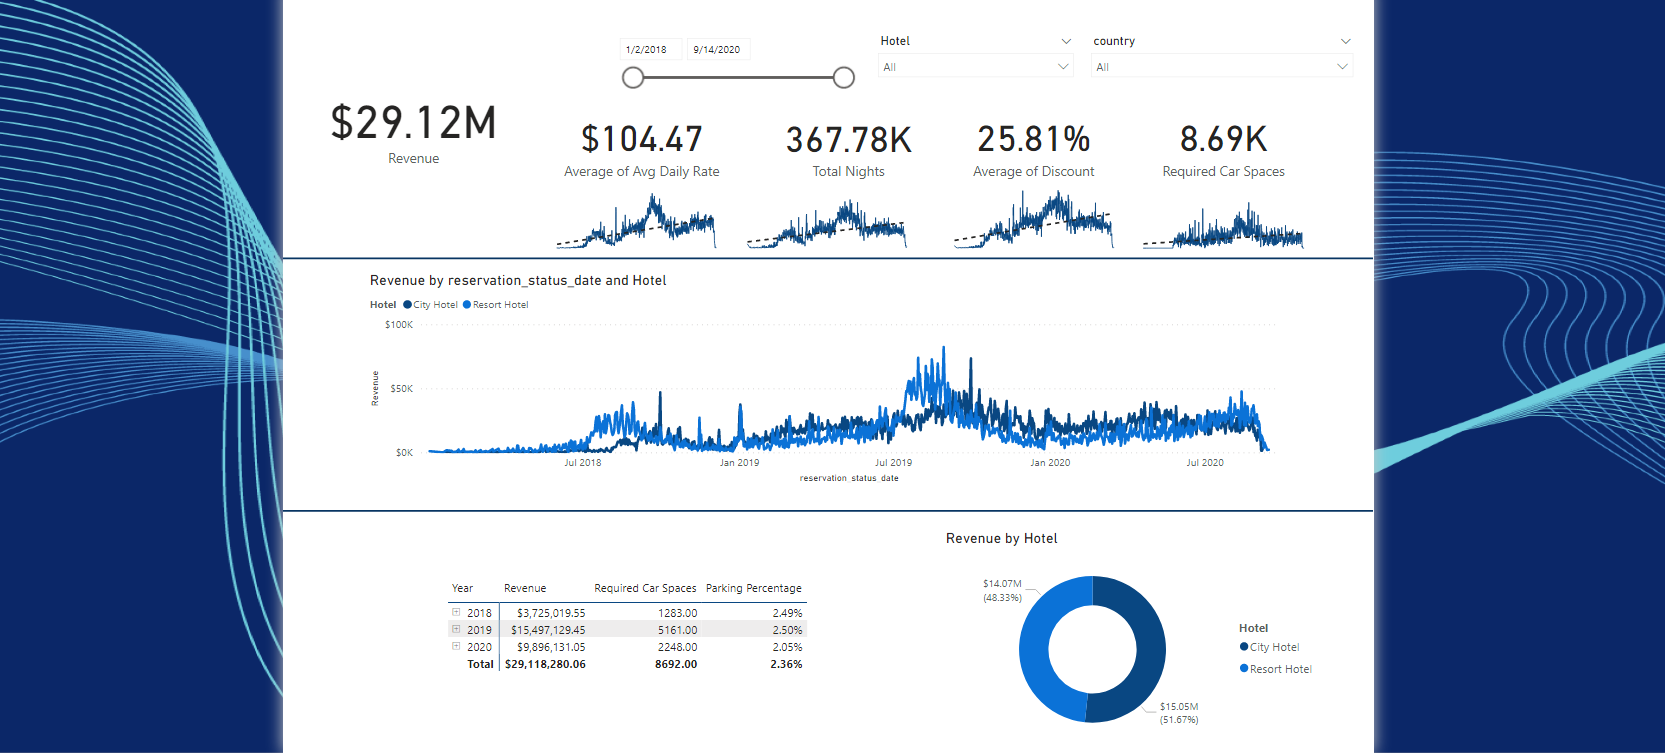 1/2/2018 9/14/2020
Hotel
All
country
All
$29.12M
Revenue
$104.47
Average of Avg Daily Rate
367.78K
Total Nights
25.81%
Average of Discount
8.69K
Required Car Spaces
Revenue by reservation_status_date and Hotel
Hotel City Hotel Resort Hotel
$100K
$50K
$0K
Revenue
Jul 2018 Jan 2019 Jul 2019 Jan 2020 Jul 2020
reservation_status_date
Year Revenue Required Car Spaces Parking Percentage
2018 $3,725,019.55 1283.00 2.49%
2019 $15,497,129.45 5161.00 2.50%
2020 $9,896,131.05 2248.00 2.05%
Total $29,118,280.06 8692.00 2.36%
Revenue by Hotel
$14.07M
(48.33%)
$15.05M
(51.67%)
Hotel
City Hotel
Resort Hotel